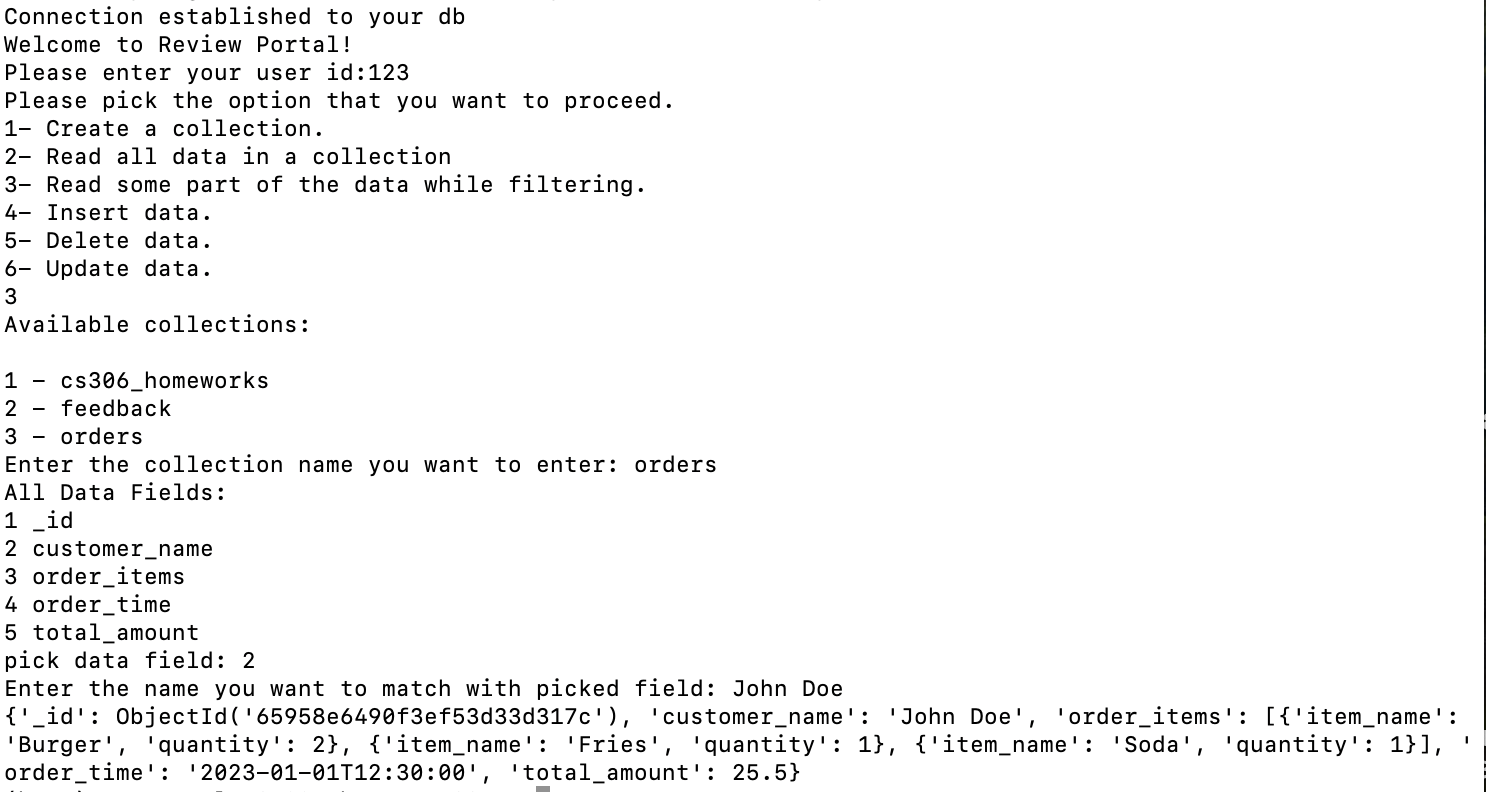 Connection established to your db
Welcome to Review Portal!
Please enter your user id:123
Please pick the option that you want to proceed.
1- Create a collection.
2- Read all data in a collection
3- Read some part of the data while filtering.
4- Insert data.
5- Delete data.
6- Update data.
3
Available collections:
1 - cs306_homeworks
2 - feedback
3 - orders
Enter the collection name you want to enter: orders
All Data Fields:
1 _id
2 customer_name
3 order_items
4 order_time
5 total_amount
pick data field: 2
Enter the name you want to match with picked field: John Doe
{'_id': ObjectId('65958e6490f3ef53d33d317c'), 'customer_name': 'John Doe', 'order_items': [{'item_name':
'Burger', 'quantity': 2}, {'item_name': 'Fries', 'quantity': 1}, {'item_name': 'Soda', 'quantity': 1}], '
order_time': '2023-01-01T12:30:00', 'total_amount': 25.5}